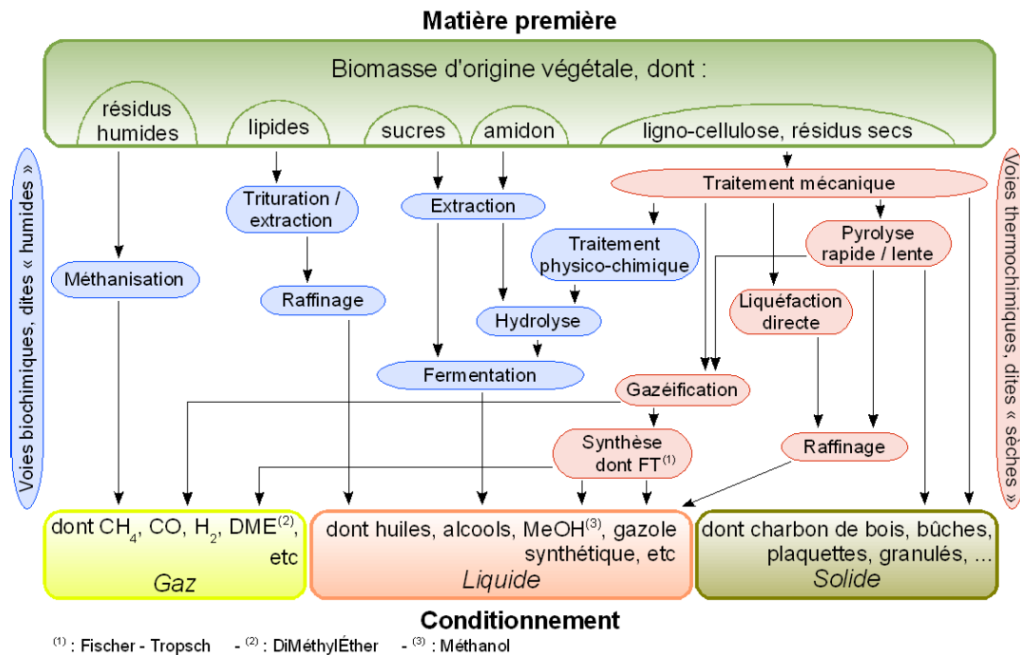 Matière première
Biomasse d'origine végétale, dont :
résidus
humides
lipides
sucres
amidon
ligno-cellulose, résidus secs
Voies biochimiques, dites « humides »
Voies thermochimiques, dites « sèches »
Traitement mécanique
Trituration /
extraction
Extraction
Traitement
physico-chimique
Pyrolyse
rapide / lente
Méthanisation
Raffinage
Hydrolyse
Liquéfaction
directe
Fermentation
Gazéification
Synthèse
dont FT(1)
Raffinage
dont CH4, CO, H2, DME(2),
etc
Gaz
dont huiles, alcools, MeOH(3), gazole
synthétique, etc
Liquide
dont charbon de bois, bûches,
plaquettes, granulés, ...
Solide
Conditionnement
(1) : Fischer - Tropsch - (2) : DiMéthylÉther - (3) : Méthanol